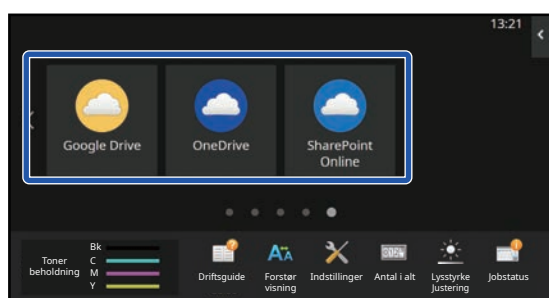 13:21
Google Drive
OneDrive
SharePoint
Online
Toner
beholdning
Bk
C
M
Y
Driftsguide
Forstør
visning
Indstillinger
Antal i alt
Lysstyrke
Justering
Jobstatus